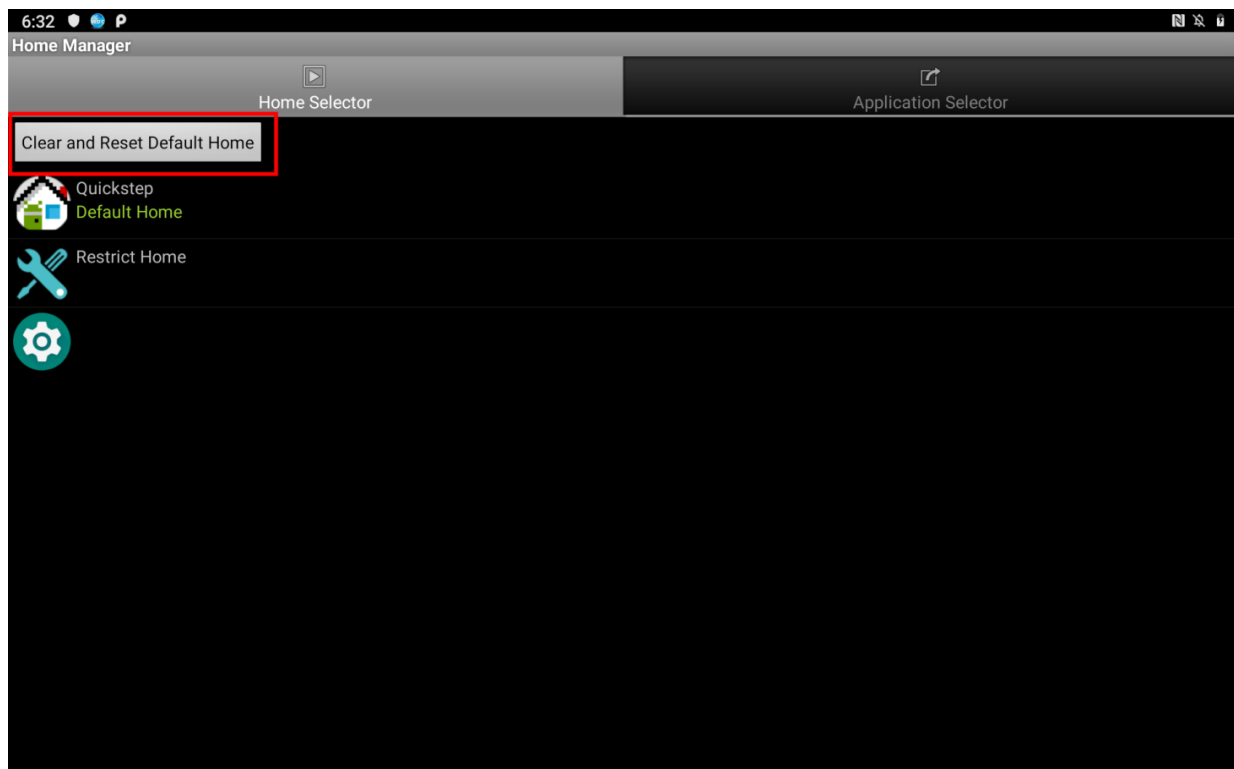 6:32
Home Manager
Home Selector
Application Selector
Clear and Reset Default Home
Quickstep
Default Home
Restrict Home